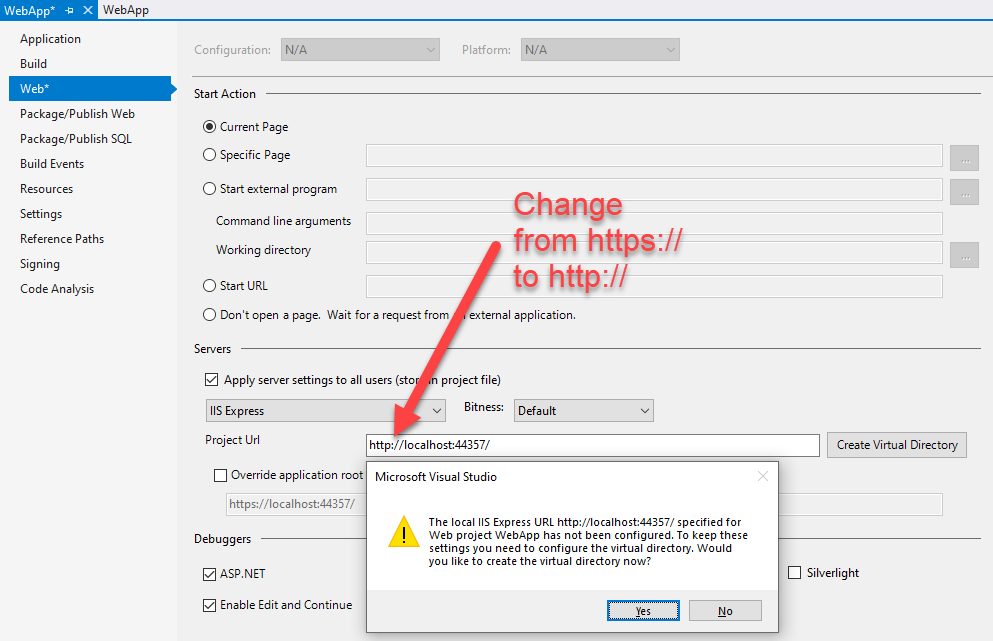 WebApp*
WebApp
Application
Build
Web*
Package/Publish Web
Package/Publish SQL
Build Events
Resources
Settings
Reference Paths
Signing
Code Analysis
Configuration: N/A Platform: N/A
Start Action
Current Page
Specific Page
...
Start external program
...
Command line arguments
Working directory
...
Start URL
Don't open a page. Wait for a request from external application.
Change
from https://
to http://
Servers
Apply server settings to all users (stor in project file)
IIS Express Bitness: Default
Project Url
http://localhost:44357/
Create Virtual Directory
Override application root
https://localhost:44357/
Debuggers
ASP.NET
Silverlight
Enable Edit and Continue
Microsoft Visual Studio
The local IIS Express URL http://localhost:44357/ specified for
Web project WebApp has not been configured. To keep these
settings you need to configure the virtual directory. Would
you like to create the virtual directory now?
Yes
No